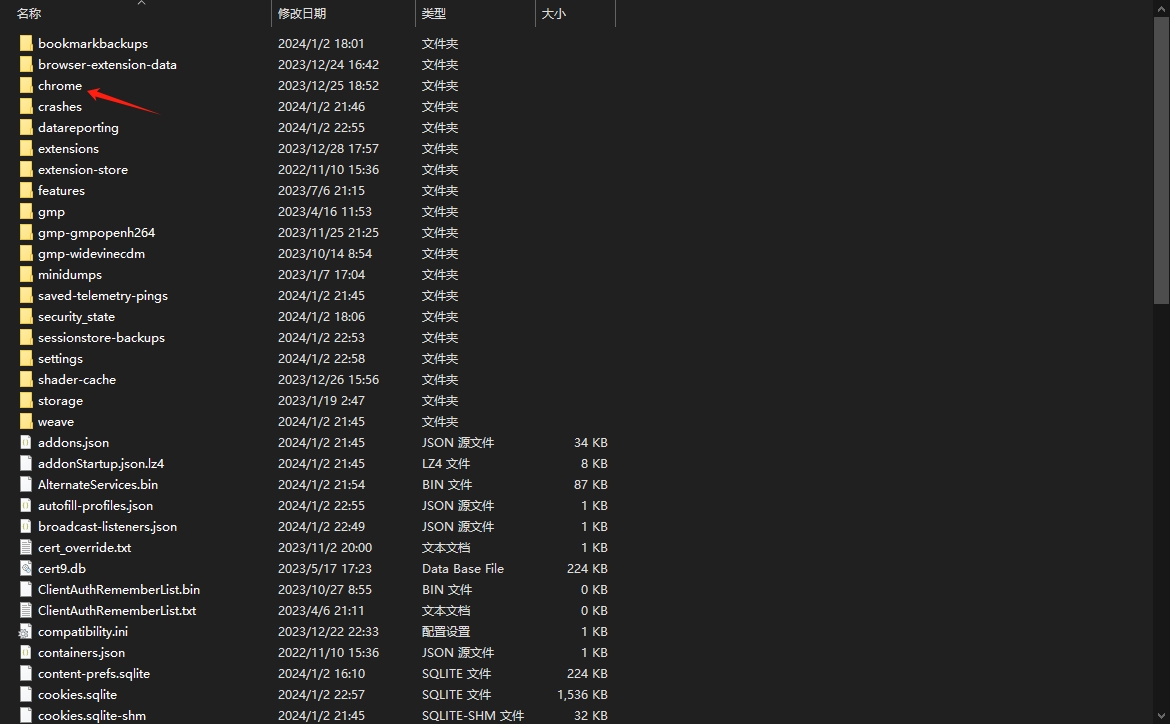 名称 修改日期 类型 大小
bookmarkbackups 2024/1/2 18:01 文件夹
browser-extension-data 2023/12/24 16:42 文件夹
chrome 2023/12/25 18:52 文件夹
crashes 2024/1/2 21:46 文件夹
datareporting 2024/1/2 22:55 文件夹
extensions 2023/12/28 17:57 文件夹
extension-store 2022/11/10 15:36 文件夹
features 2023/7/6 21:15 文件夹
gmp 2023/4/16 11:53 文件夹
gmp-gmpopenh264 2023/11/25 21:25 文件夹
gmp-widevinecdm 2023/10/14 8:54 文件夹
minidumps 2023/1/7 17:04 文件夹
saved-telemetry-pings 2024/1/2 21:45 文件夹
security_state 2024/1/2 18:06 文件夹
sessionstore-backups 2024/1/2 22:53 文件夹
settings 2024/1/2 22:58 文件夹
shader-cache 2023/12/26 15:56 文件夹
storage 2023/1/19 2:47 文件夹
weave 2024/1/2 21:45 文件夹
addons.json 2024/1/2 21:45 JSON 源文件 34 KB
addonStartup.json.lz4 2024/1/2 21:45 LZ4 文件 8 KB
AlternateServices.bin 2024/1/2 21:54 BIN 文件 87 KB
autofill-profiles.json 2024/1/2 22:55 JSON 源文件 1 KB
broadcast-listeners.json 2024/1/2 22:49 JSON 源文件 1 KB
cert_override.txt 2023/11/2 20:00 文本文档 1 KB
cert9.db 2023/5/17 17:23 Data Base File 224 KB
ClientAuthRememberList.bin 2023/10/27 8:55 BIN 文件 0 KB
ClientAuthRememberList.txt 2023/4/6 21:11 文本文档 0 KB
compatibility.ini 2023/12/22 22:33 配置设置 1 KB
containers.json 2022/11/10 15:36 JSON 源文件 1 KB
content-prefs.sqlite 2024/1/2 16:10 SQLITE 文件 224 KB
cookies.sqlite 2024/1/2 22:57 SQLITE 文件 1,536 KB
cookies.sqlite-shm 2024/1/2 21:45 SQLITE-SHM 文件 32 KB